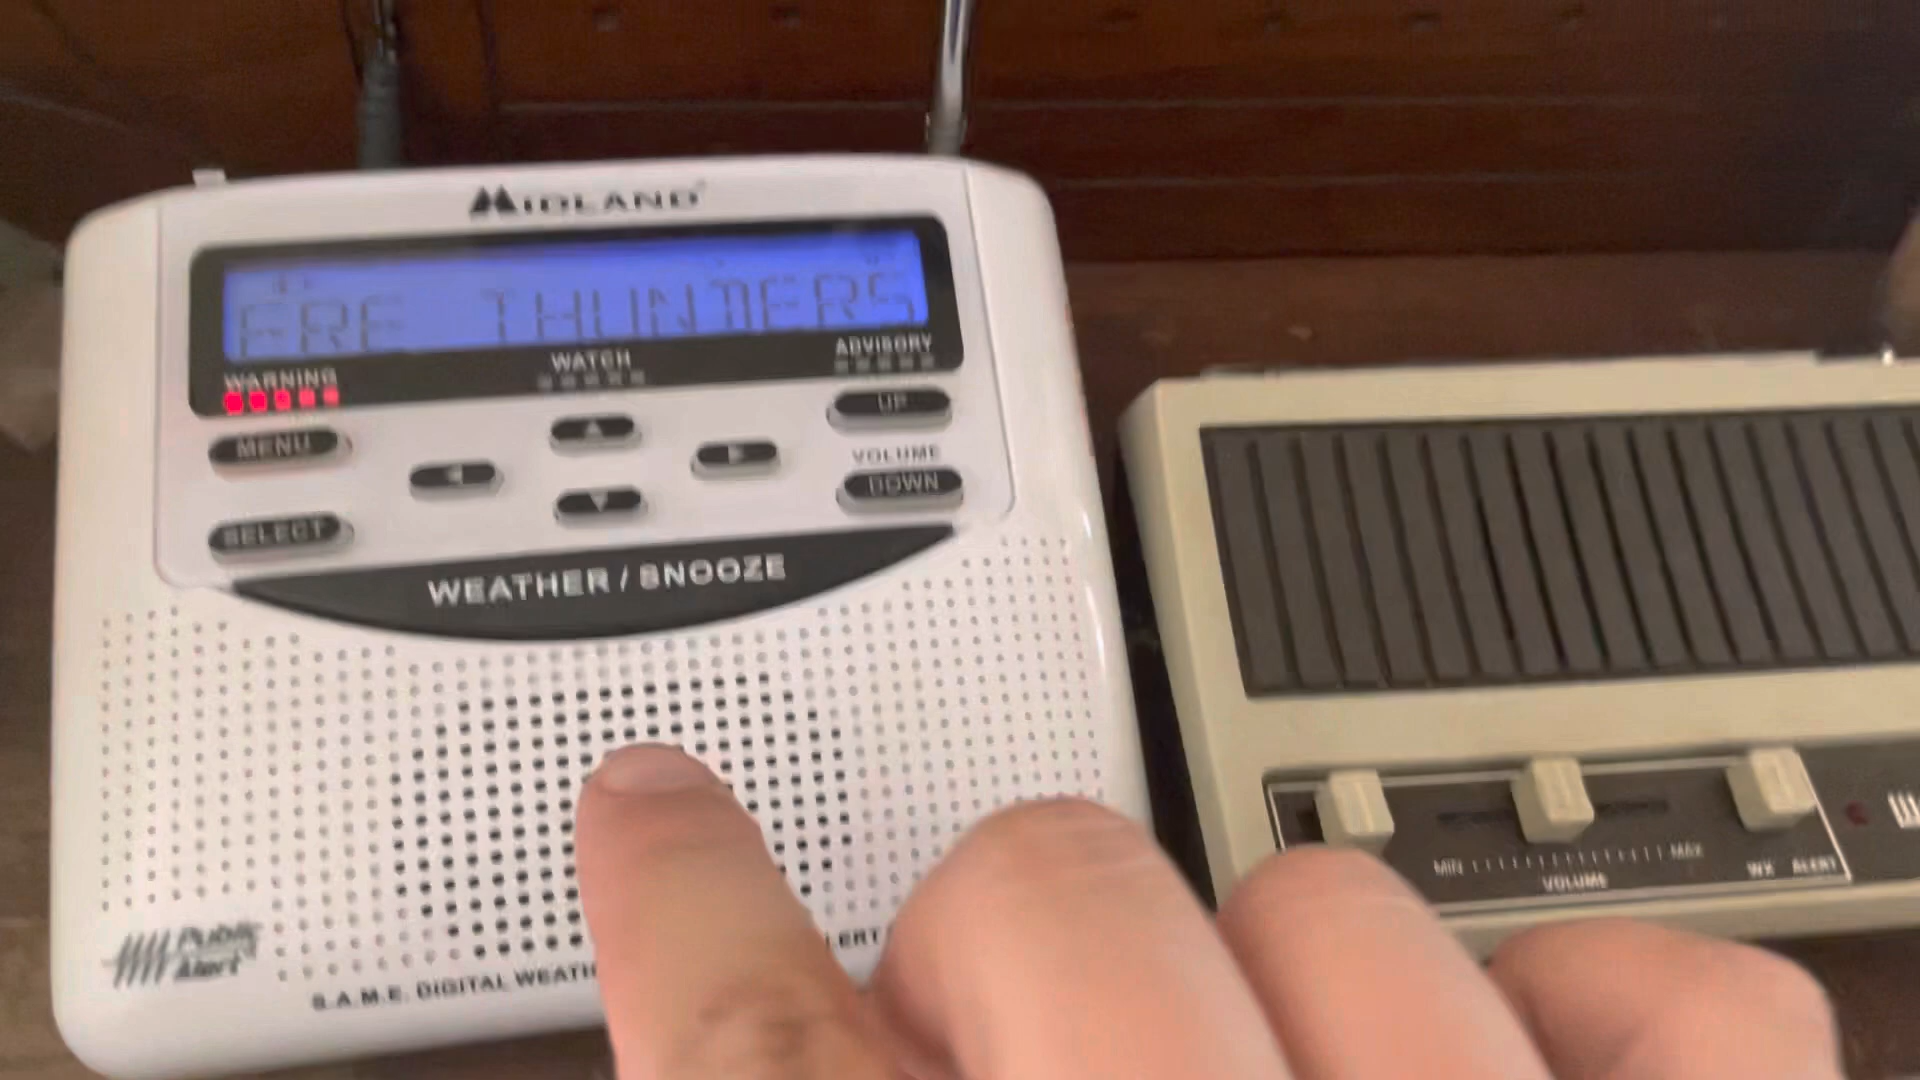 MIDLAND
ERE THUNDERS
WARNING
WATCH
ADVISORY
MENU
UP
VOLUME
DOWN
SELECT
WEATHER / SNOOZE
Public
Alert
S.A.M.E. DIGITAL WEATH
LERT
MIN
MAX
VOLUME
WX ALERT